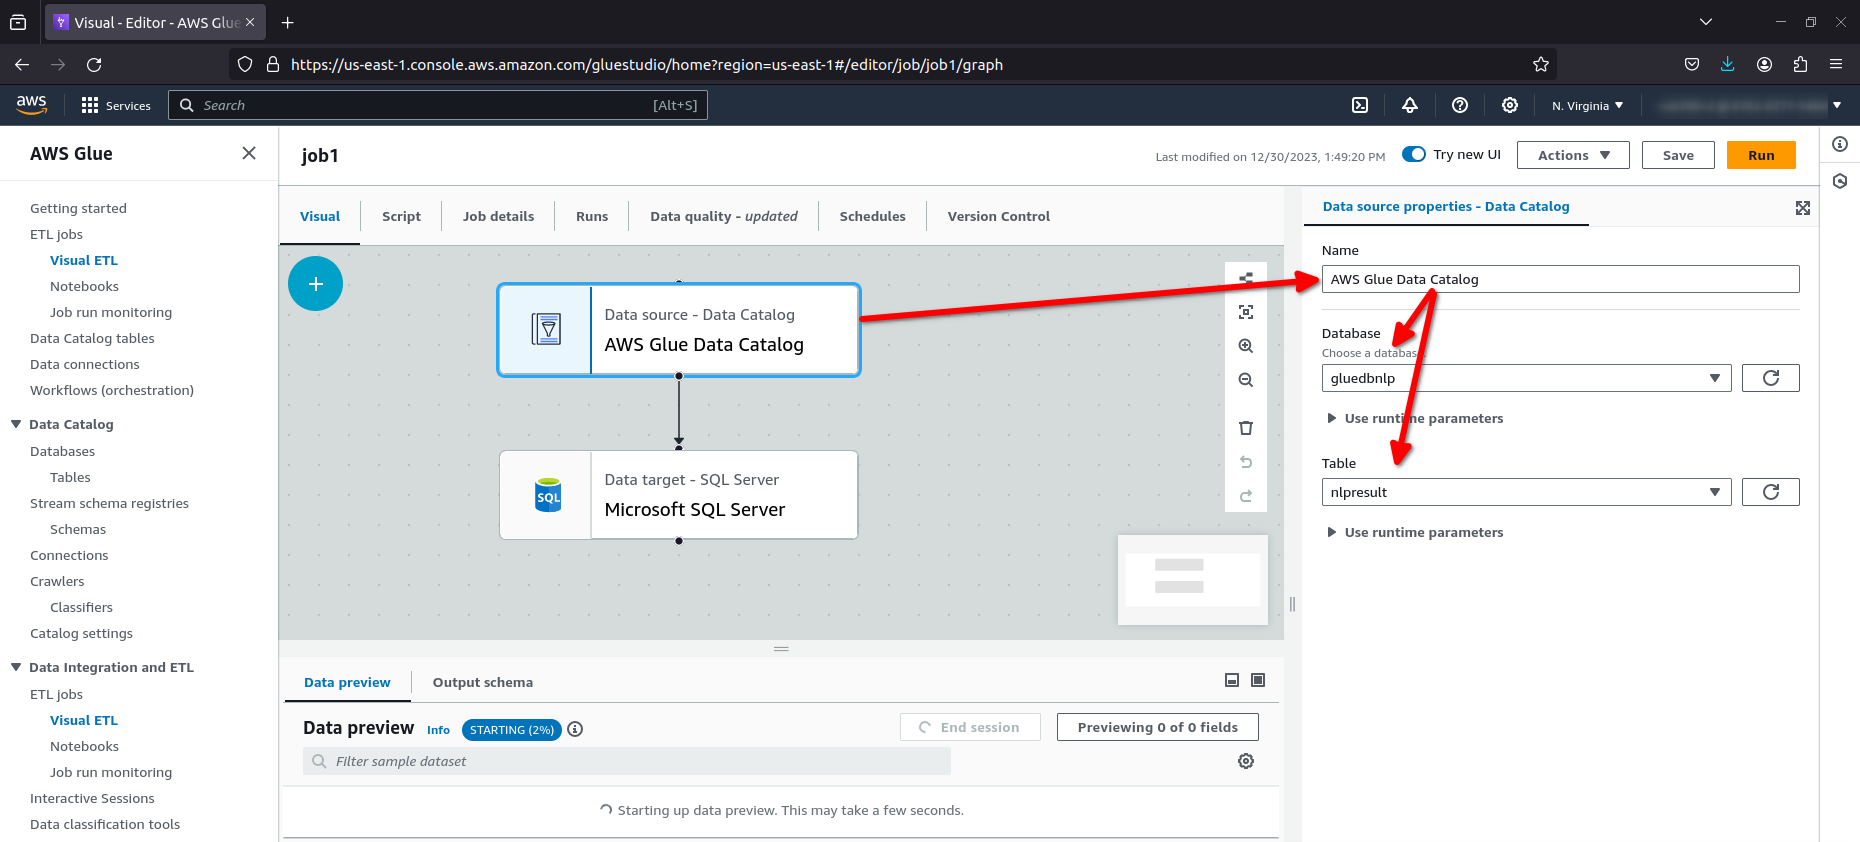 Visual - Editor - AWS Glue
https://us-east-1.console.aws.amazon.com/gluestudio/home?region=us-east-1#/editor/job/job1/graph
aws
Services
Search
[Alt+S]
N. Virginia
AWS Glue
Getting started
ETL jobs
Visual ETL
Notebooks
Job run monitoring
Data Catalog tables
Data connections
Workflows (orchestration)
Data Catalog
Databases
Tables
Stream schema registries
Schemas
Connections
Crawlers
Classifiers
Catalog settings
Data Integration and ETL
ETL jobs
Visual ETL
Notebooks
Job run monitoring
Interactive Sessions
Data classification tools
job1
Last modified on 12/30/2023, 1:49:20 PM
Try new UI
Actions
Save
Run
Visual
Script
Job details
Runs
Data quality - updated
Schedules
Version Control
Data source - Data Catalog
AWS Glue Data Catalog
SQL
Data target - SQL Server
Microsoft SQL Server
Data preview
Output schema
Data preview
Info
STARTING (2%)
End session
Previewing 0 of 0 fields
Filter sample dataset
Starting up data preview. This may take a few seconds.
Data source properties - Data Catalog
Name
AWS Glue Data Catalog
Database
Choose a database.
gluedbnlp
Use runtime parameters
Table
nlpresult
Use runtime parameters